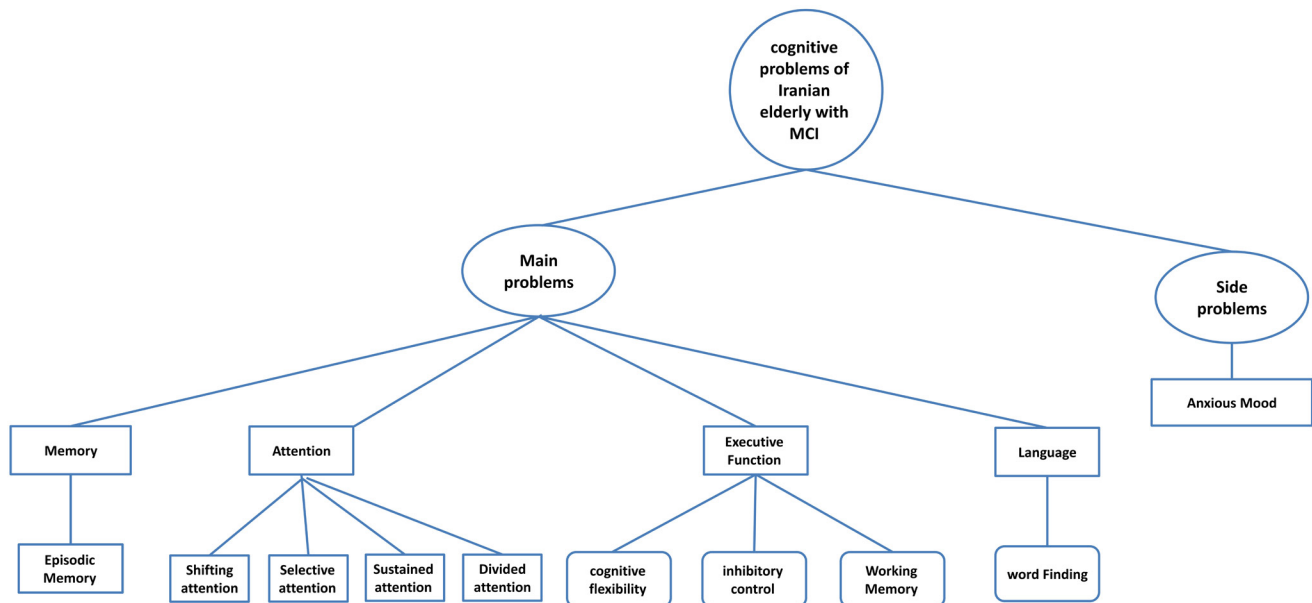 cognitive
problems of
Iranian
elderly with
MCI
Main
problems
Side
problems
Anxious Mood
Memory
Attention
Executive
Function
Language
Episodic
Memory
Shifting
attention
Selective
attention
Sustained
attention
Divided
attention
cognitive
flexibility
inhibitory
control
Working
Memory
word Finding